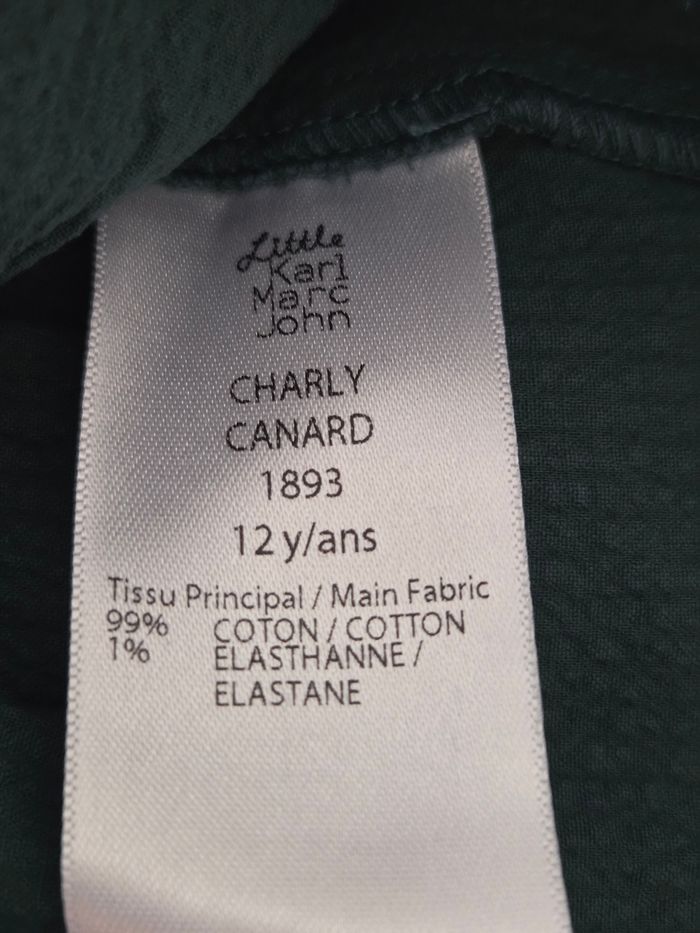 Little
Karl
Marc
John
CHARLY
CANARD
1893
12 y/ans
Tissu Principal / Main Fabric
99% COTON / COTTON
1% ELASTHANNE /
ELASTANE